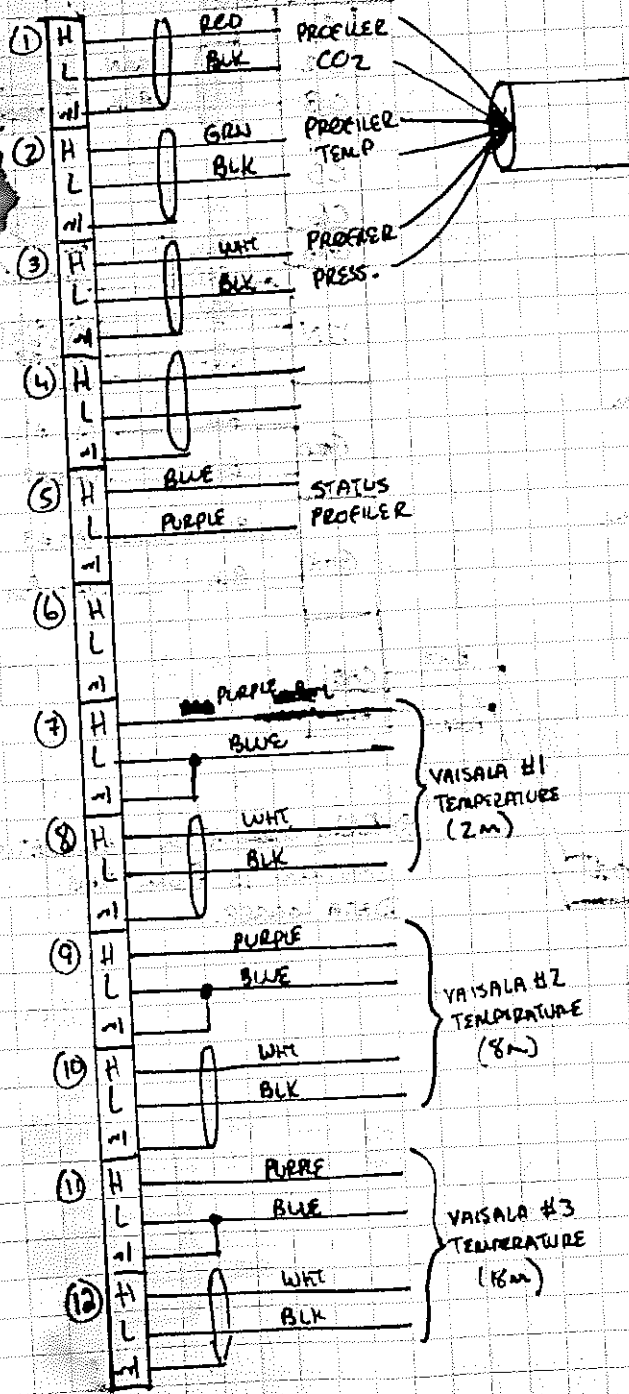 (1) H RED PROFILER
L BLK CO2
(2) H GRN PROFILER
L BLK TEMP
(3) H WHT PROFILER
L BLK PRESS.
(4) H
L
(5) H BLUE STATUS
L PURPLE PROFILER
(6) H
L
(7) H PURPLE
L BLUE
VAISALA #1
TEMPERATURE
(2m)
(8) H WHT
L BLK
(9) H PURPLE
L BLUE
VAISALA #2
TEMPERATURE
(8m)
(10) H WHT
L BLK
(11) H PURPLE
L BLUE
VAISALA #3
TEMPERATURE
(18m)
(12) H WHT
L BLK